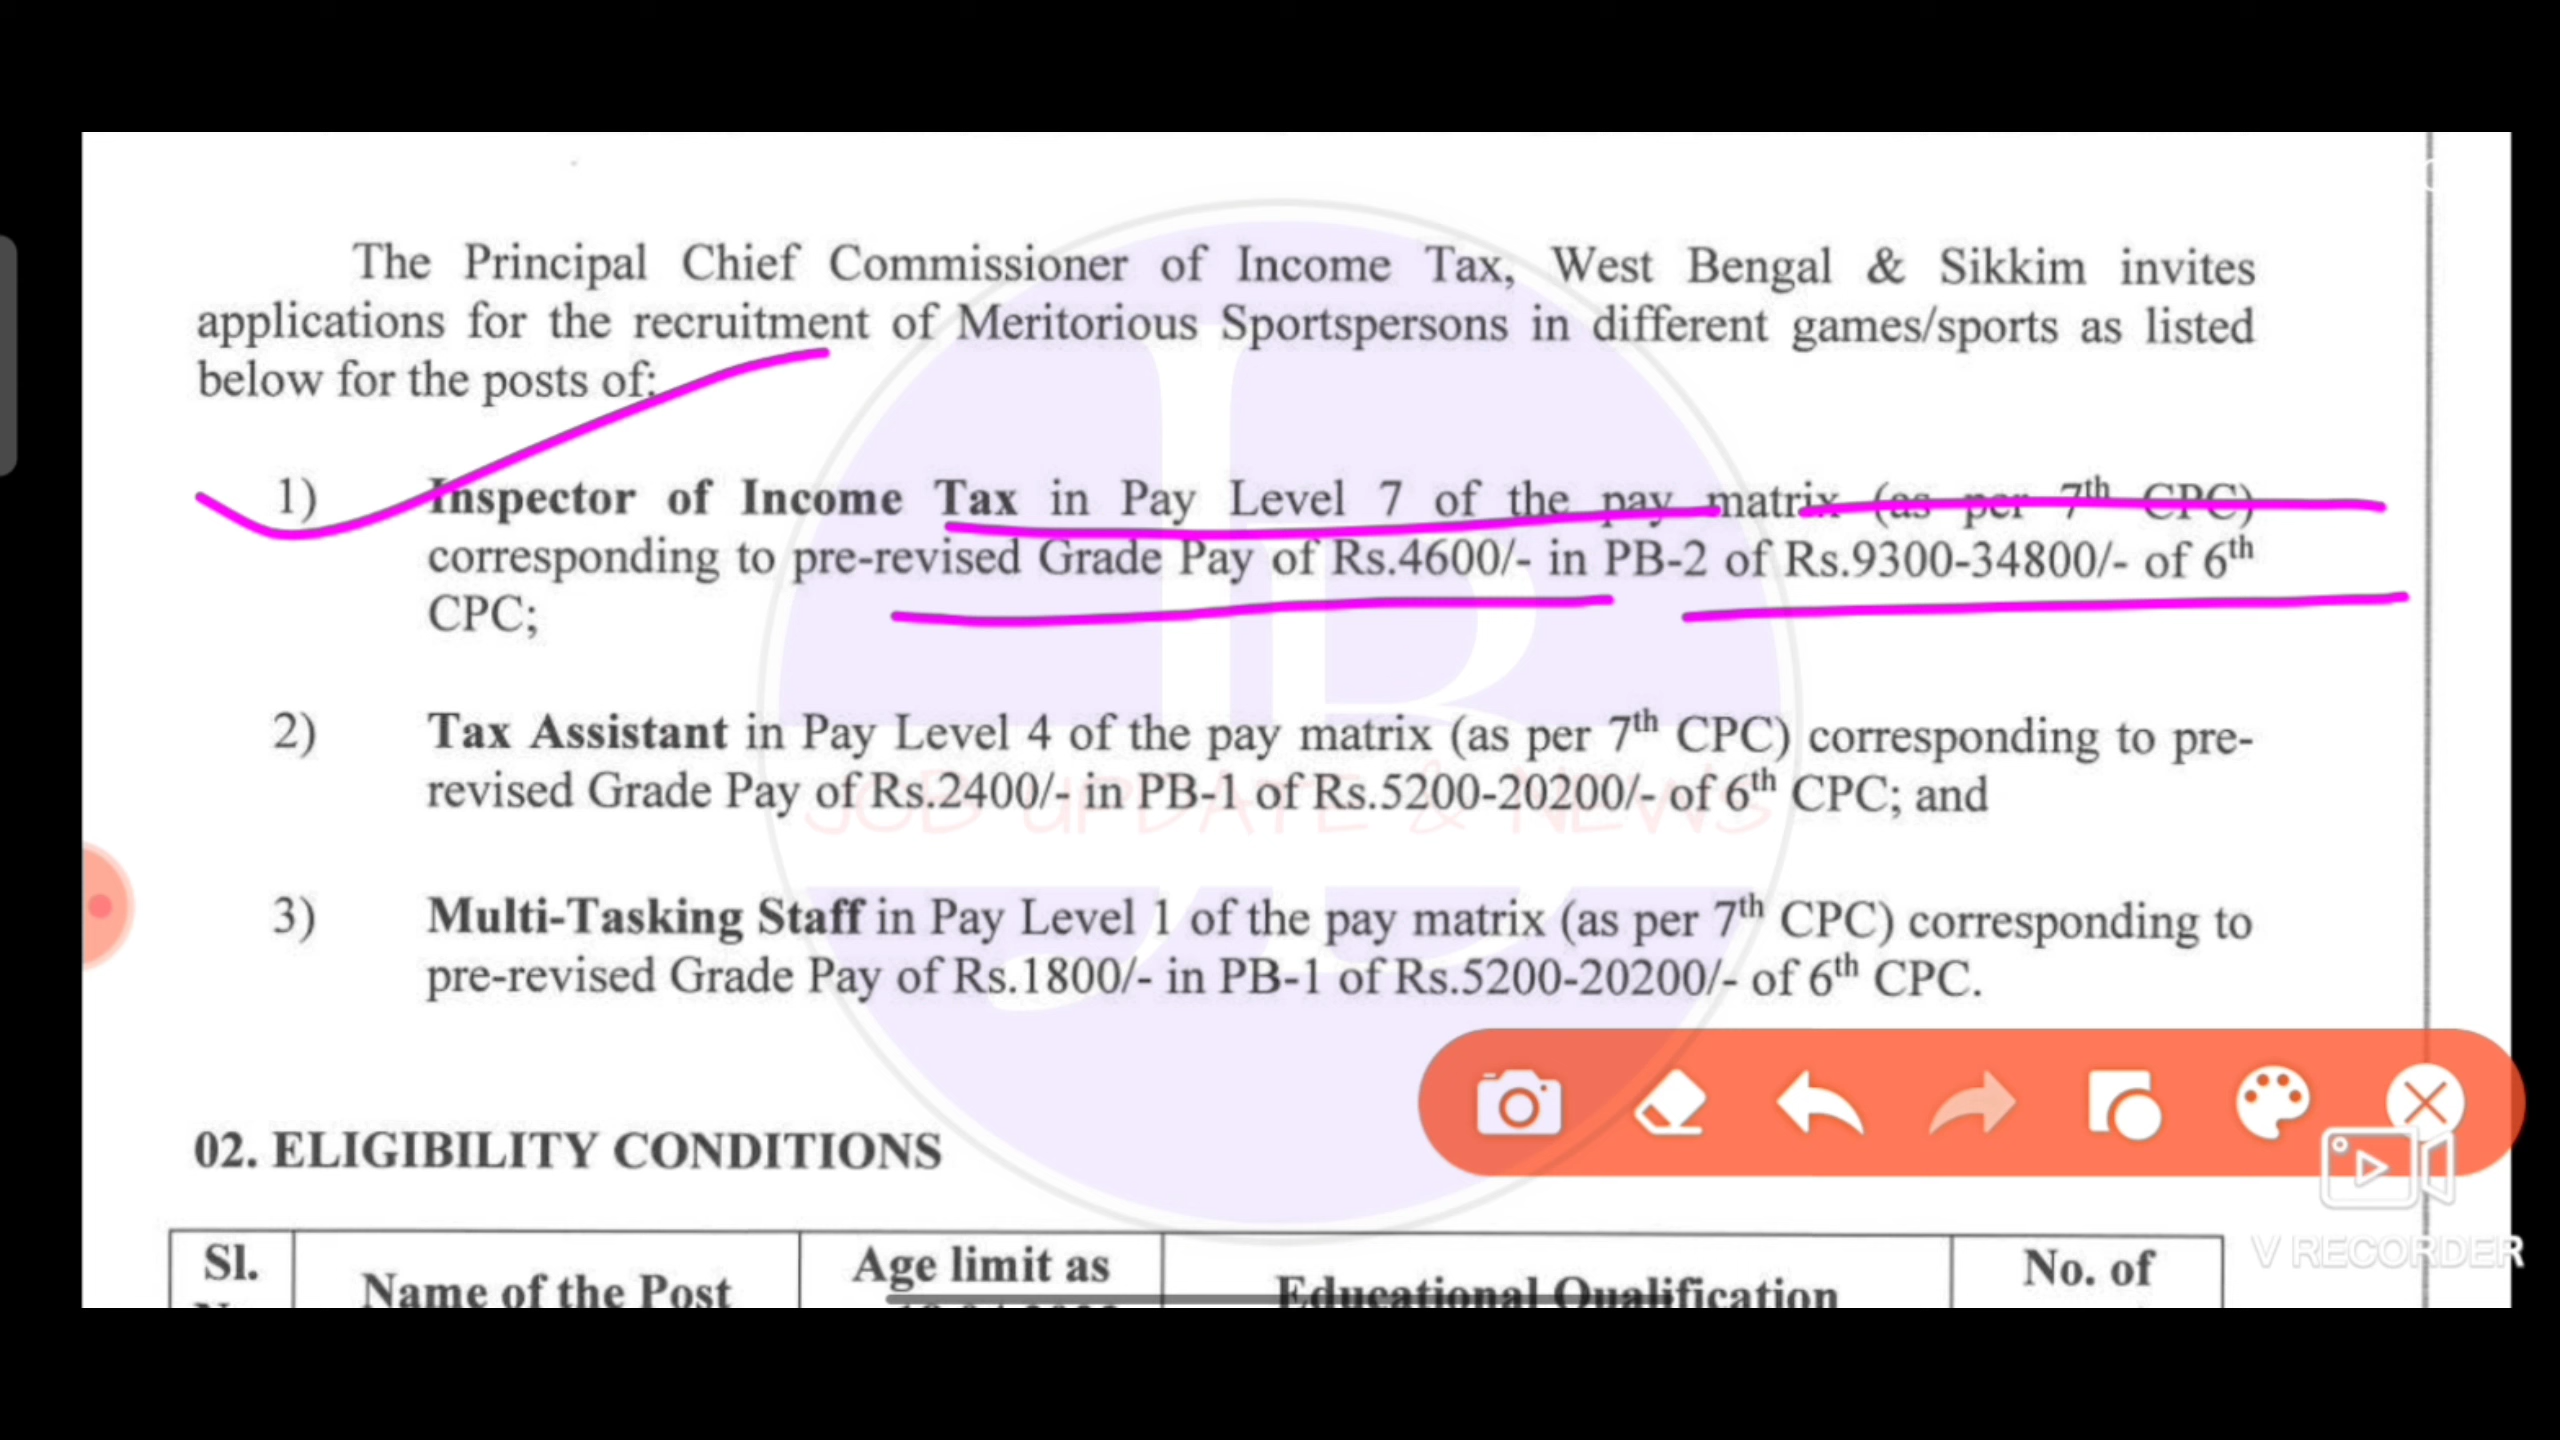 The Principal Chief Commissioner of Income Tax, West Bengal & Sikkim invites
applications for the recruitment of Meritorious Sportspersons in different games/sports as listed
below for the posts of:
1) Inspector of Income Tax in Pay Level 7 of the pay matrix (as per 7th CPC)
corresponding to pre-revised Grade Pay of Rs.4600/- in PB-2 of Rs.9300-34800/- of 6th
CPC;
2) Tax Assistant in Pay Level 4 of the pay matrix (as per 7th CPC) corresponding to pre-
revised Grade Pay of Rs.2400/- in PB-1 of Rs.5200-20200/- of 6th CPC; and
JOB UPDATE & NEWS
3) Multi-Tasking Staff in Pay Level 1 of the pay matrix (as per 7th CPC) corresponding to
pre-revised Grade Pay of Rs.1800/- in PB-1 of Rs.5200-20200/- of 6th CPC.
02. ELIGIBILITY CONDITIONS
V RECORDER
Sl. Name of the Post Age limit as Educational Qualification No. of